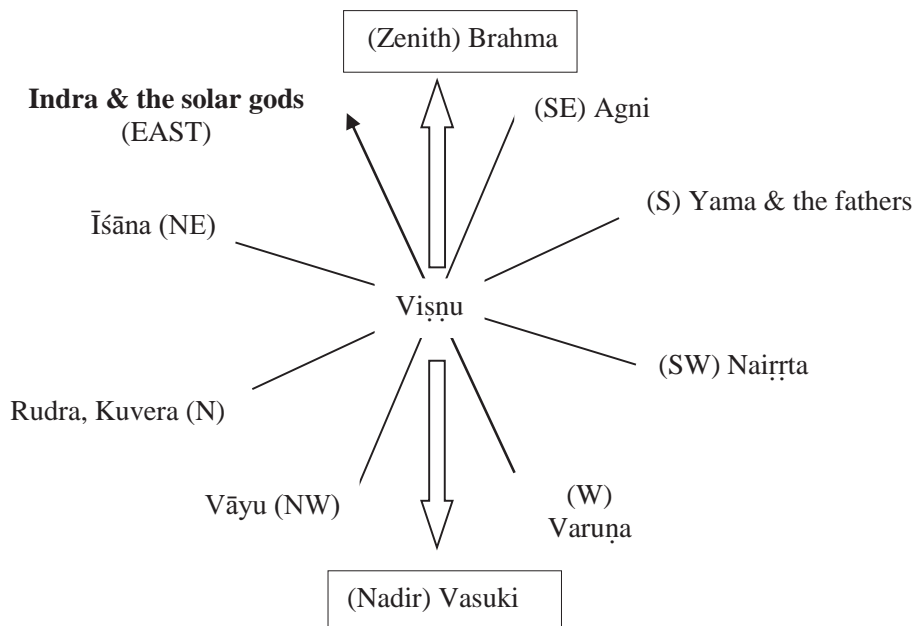 (Zenith) Brahma
Indra & the solar gods
(EAST)
(SE) Agni
(S) Yama & the fathers
Īśāna (NE)
Viṣṇu
(SW) Nairṛta
Rudra, Kuvera (N)
Vāyu (NW)
(W)
Varuṇa
(Nadir) Vasuki